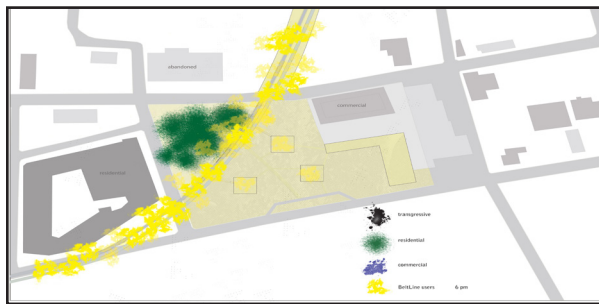 abandoned
commercial
residential
transgressive
residential
commercial
BeltLine users 6 pm